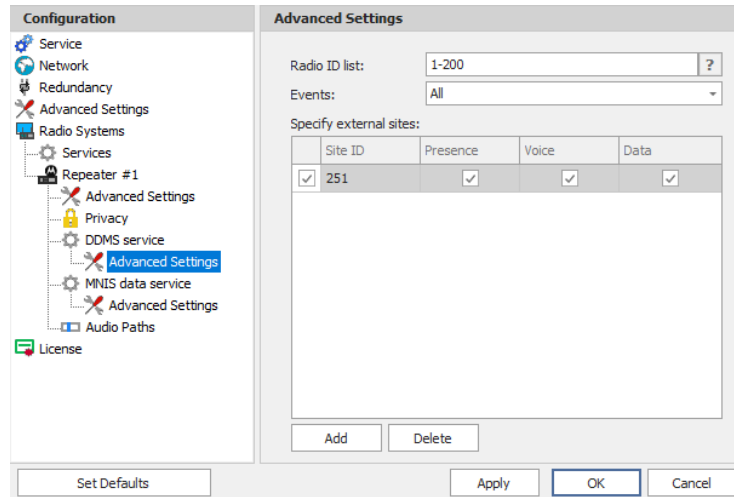 Configuration
Service
Network
Redundancy
Advanced Settings
Radio Systems
Services
Repeater #1
Advanced Settings
Privacy
DDMS service
Advanced Settings
MNIS data service
Advanced Settings
Audio Paths
License
Set Defaults
Advanced Settings
Radio ID list: 1-200 ?
Events: All
Specify external sites:
Site ID Presence Voice Data
251
Add Delete
Apply OK Cancel